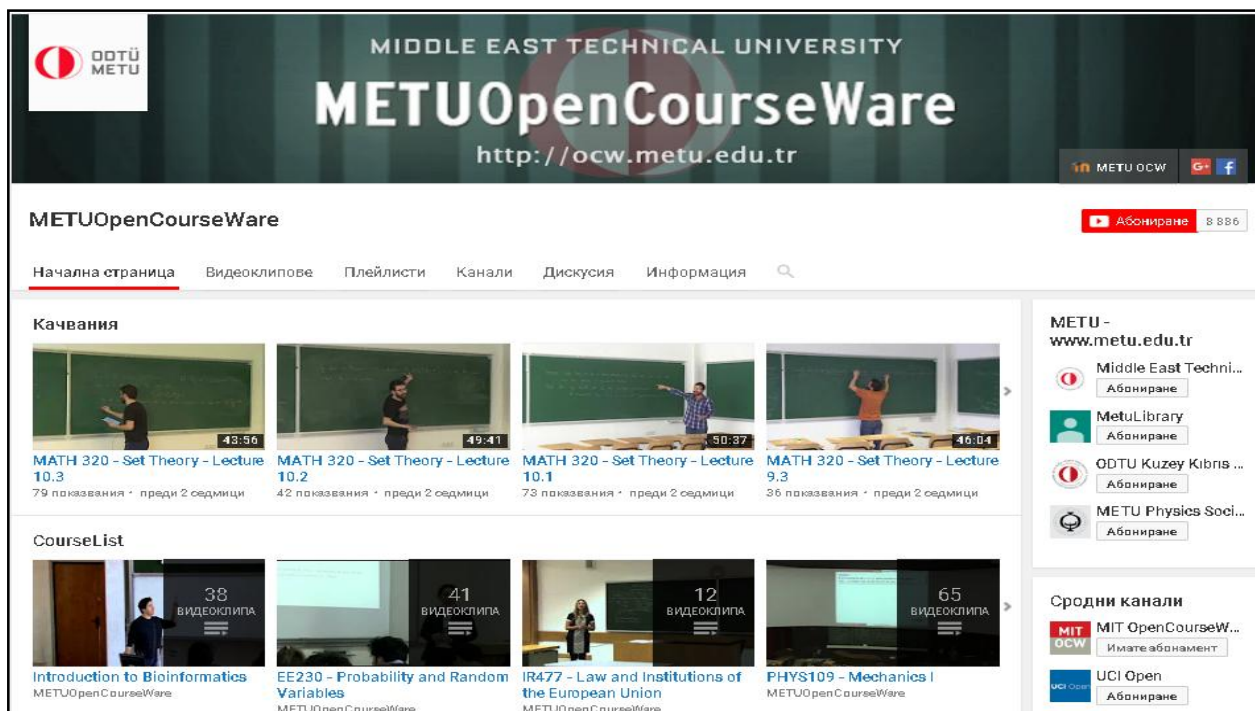 ODTÜ
METU
MIDDLE EAST TECHNICAL UNIVERSITY
METUOpenCourseWare
http://ocw.metu.edu.tr
METU OCW
G+ f
METUOpenCourseWare
Абониране 8 886
Начална страница Видеоклипове Плейлисти Канали Дискусия Информация
Качвания
43:56
49:41
50:37
46:04
MATH 320 - Set Theory - Lecture
10.3
79 показвания • преди 2 седмици
MATH 320 - Set Theory - Lecture
10.2
42 показвания • преди 2 седмици
MATH 320 - Set Theory - Lecture
10.1
73 показвания • преди 2 седмици
MATH 320 - Set Theory - Lecture
9.3
36 показвания • преди 2 седмици
CourseList
38
ВИДЕОКЛИПА
41
ВИДЕОКЛИПА
12
ВИДЕОКЛИПА
65
ВИДЕОКЛИПА
Introduction to Bioinformatics
METUOpenCourseWare
EE230 - Probability and Random
Variables
METUOpenCourseWare
IR477 - Law and Institutions of
the European Union
METUOpenCourseWare
PHYS109 - Mechanics I
METUOpenCourseWare
METU -
www.metu.edu.tr
Middle East Techni...
Абониране
MetuLibrary
Абониране
ODTU Kuzey Kıbrıs ...
Абониране
METU Physics Soci...
Абониране
Сродни канали
MIT
OCW
MIT OpenCourseW...
Имате абонамент
UCI Open
UCI Open
Абониране